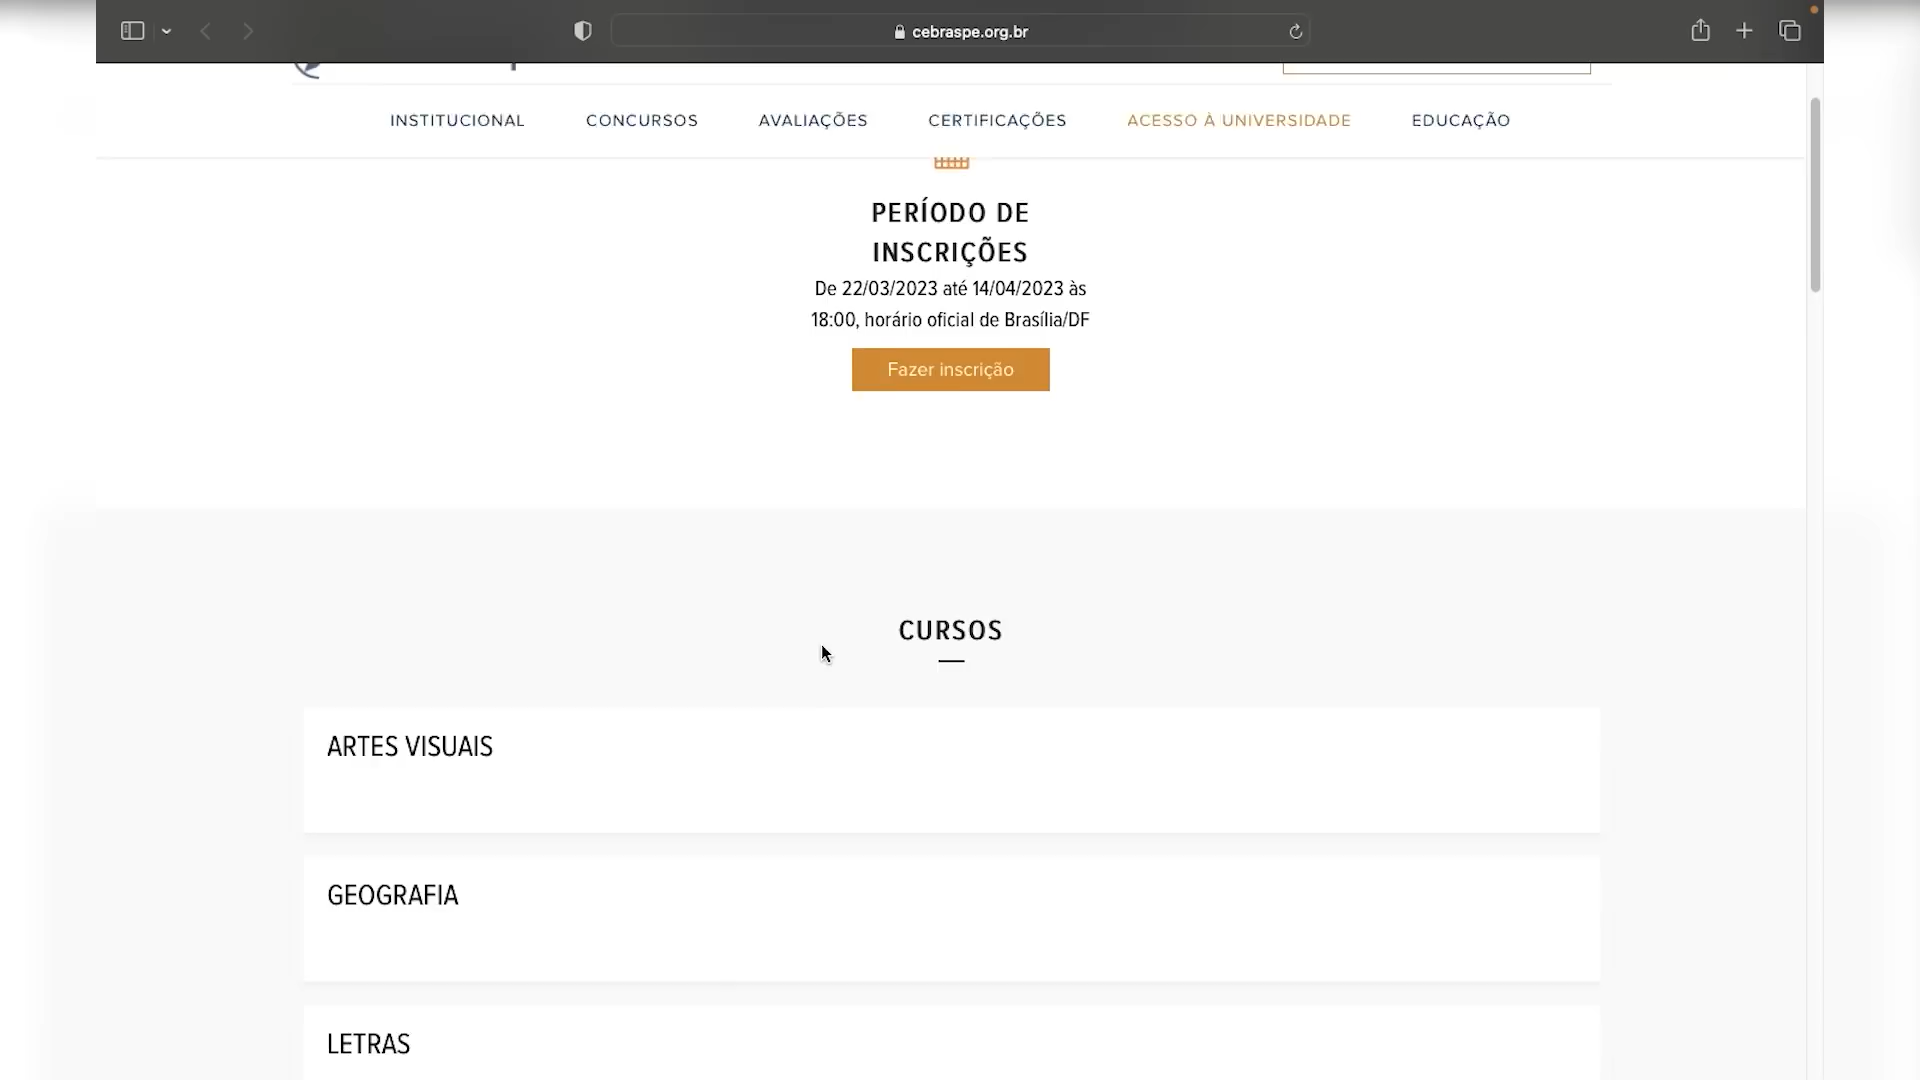 cebraspe.org.br
INSTITUCIONAL CONCURSOS AVALIAÇÕES CERTIFICAÇÕES ACESSO À UNIVERSIDADE EDUCAÇÃO
PERÍODO DE
INSCRIÇÕES
De 22/03/2023 até 14/04/2023 às
18:00, horário oficial de Brasília/DF
Fazer inscrição
CURSOS
ARTES VISUAIS
GEOGRAFIA
LETRAS